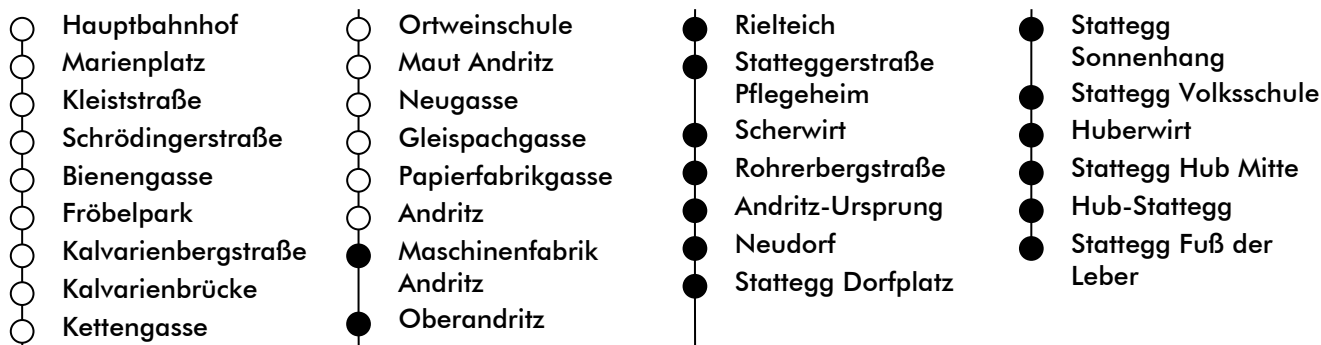 Hauptbahnhof
Marienplatz
Kleiststraße
Schrödingerstraße
Bienengasse
Fröbelpark
Kalvarienbergstraße
Kalvarienbrücke
Kettengasse
Ortweinschule
Maut Andritz
Neugasse
Gleispachgasse
Papierfabrikgasse
Andritz
Maschinenfabrik
Andritz
Oberandritz
Rielteich
Statteggerstraße
Pflegeheim
Scherwirt
Rohrerbergstraße
Andritz-Ursprung
Neudorf
Stattegg Dorfplatz
Stattegg
Sonnenhang
Stattegg Volksschule
Huberwirt
Stattegg Hub Mitte
Hub-Stattegg
Stattegg Fuß der
Leber